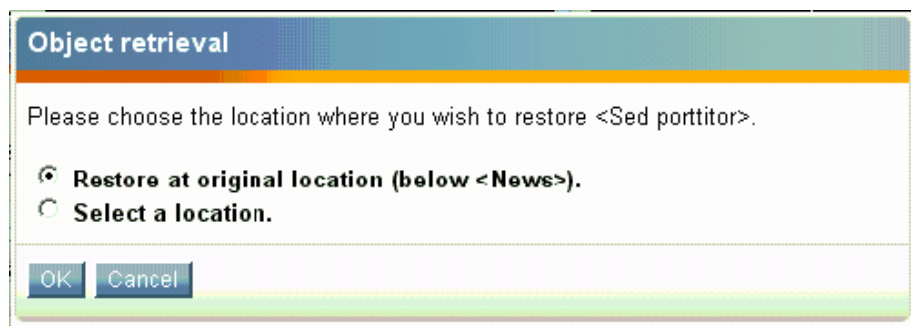 Object retrieval
Please choose the location where you wish to restore <Sed porttitor>.
Restore at original location (below <News>).
Select a location.
OK Cancel